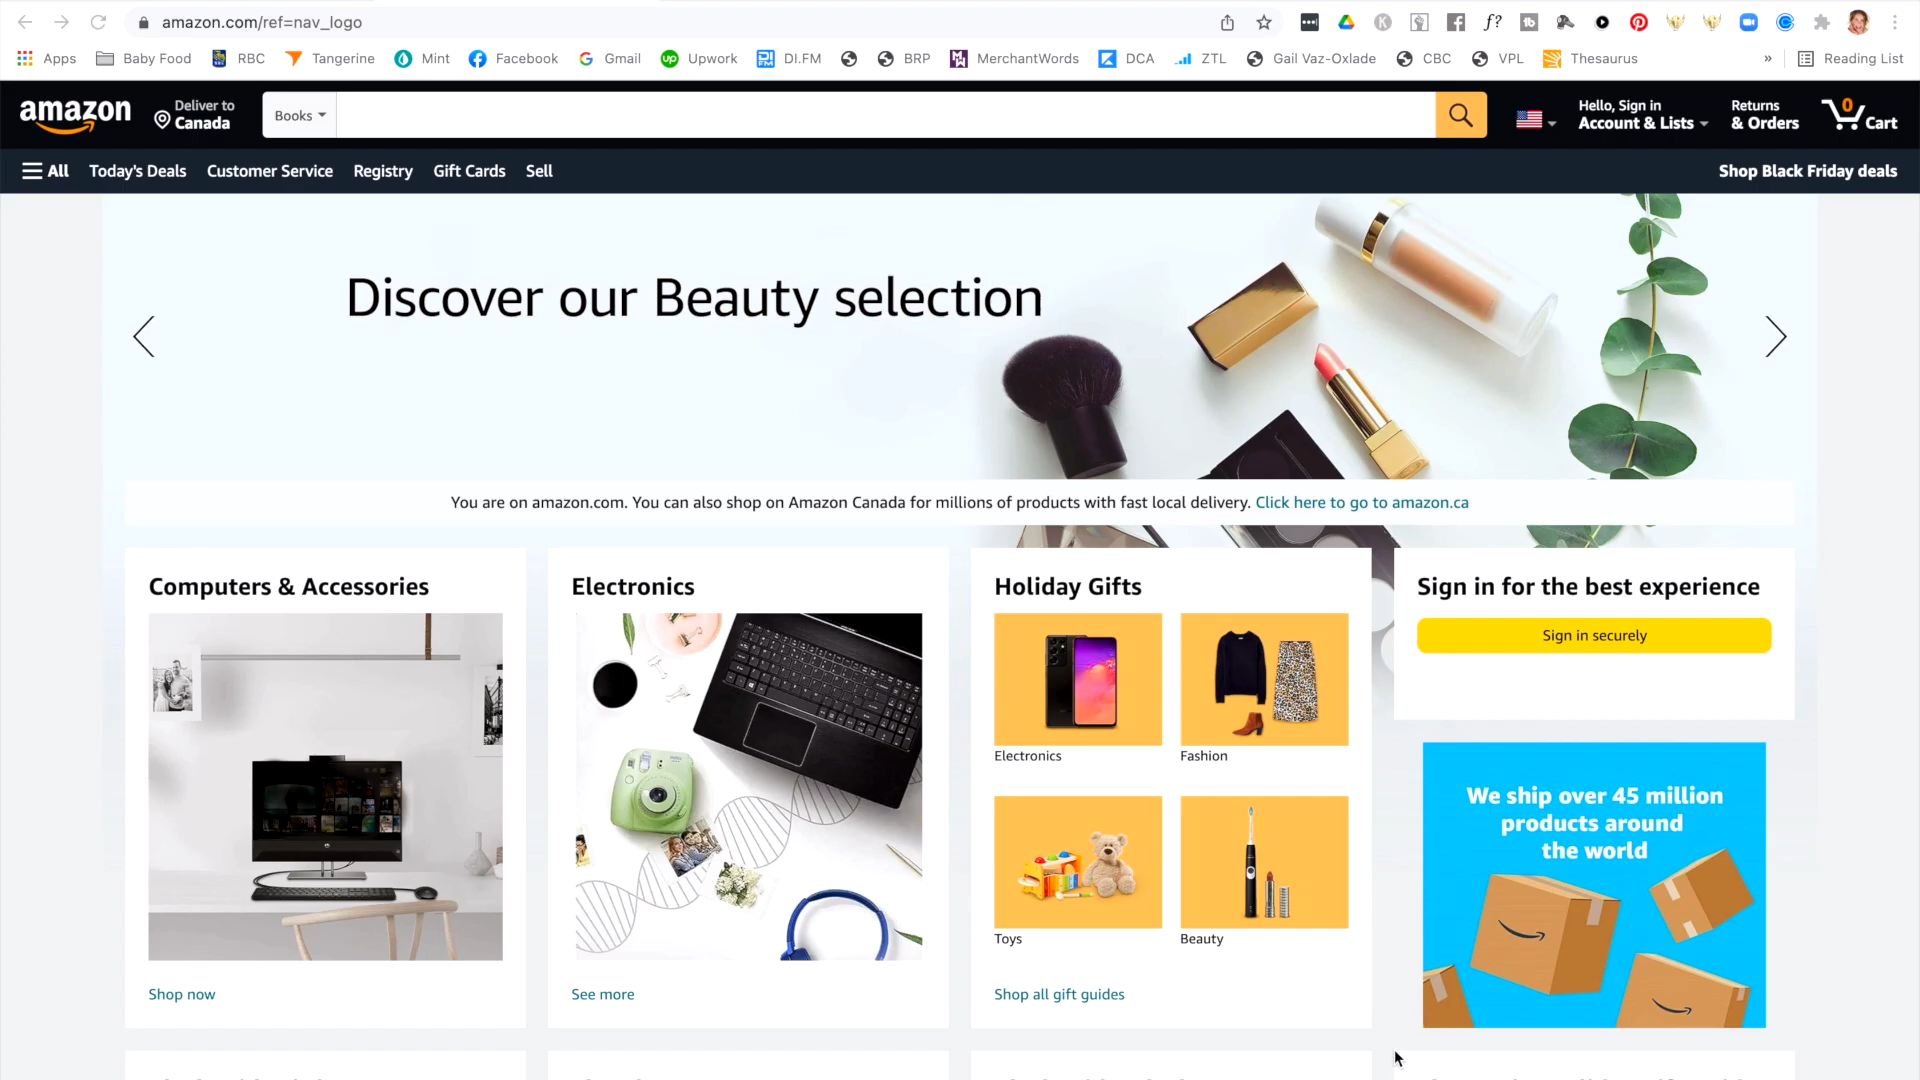 amazon.com/ref=nav_logo
Apps Baby Food RBC Tangerine Mint Facebook Gmail Upwork DI.FM BRP MerchantWords DCA ZTL Gail Vaz-Oxlade CBC VPL Thesaurus » Reading List
amazon
Deliver to
Canada
Books
Hello, Sign in
Account & Lists
Returns
& Orders
0
Cart
All Today's Deals Customer Service Registry Gift Cards Sell Shop Black Friday deals
Discover our Beauty selection
You are on amazon.com. You can also shop on Amazon Canada for millions of products with fast local delivery. Click here to go to amazon.ca
Computers & Accessories
Shop now
Electronics
See more
Holiday Gifts
Electronics
Fashion
Toys
Beauty
Shop all gift guides
Sign in for the best experience
Sign in securely
We ship over 45 million
products around
the world